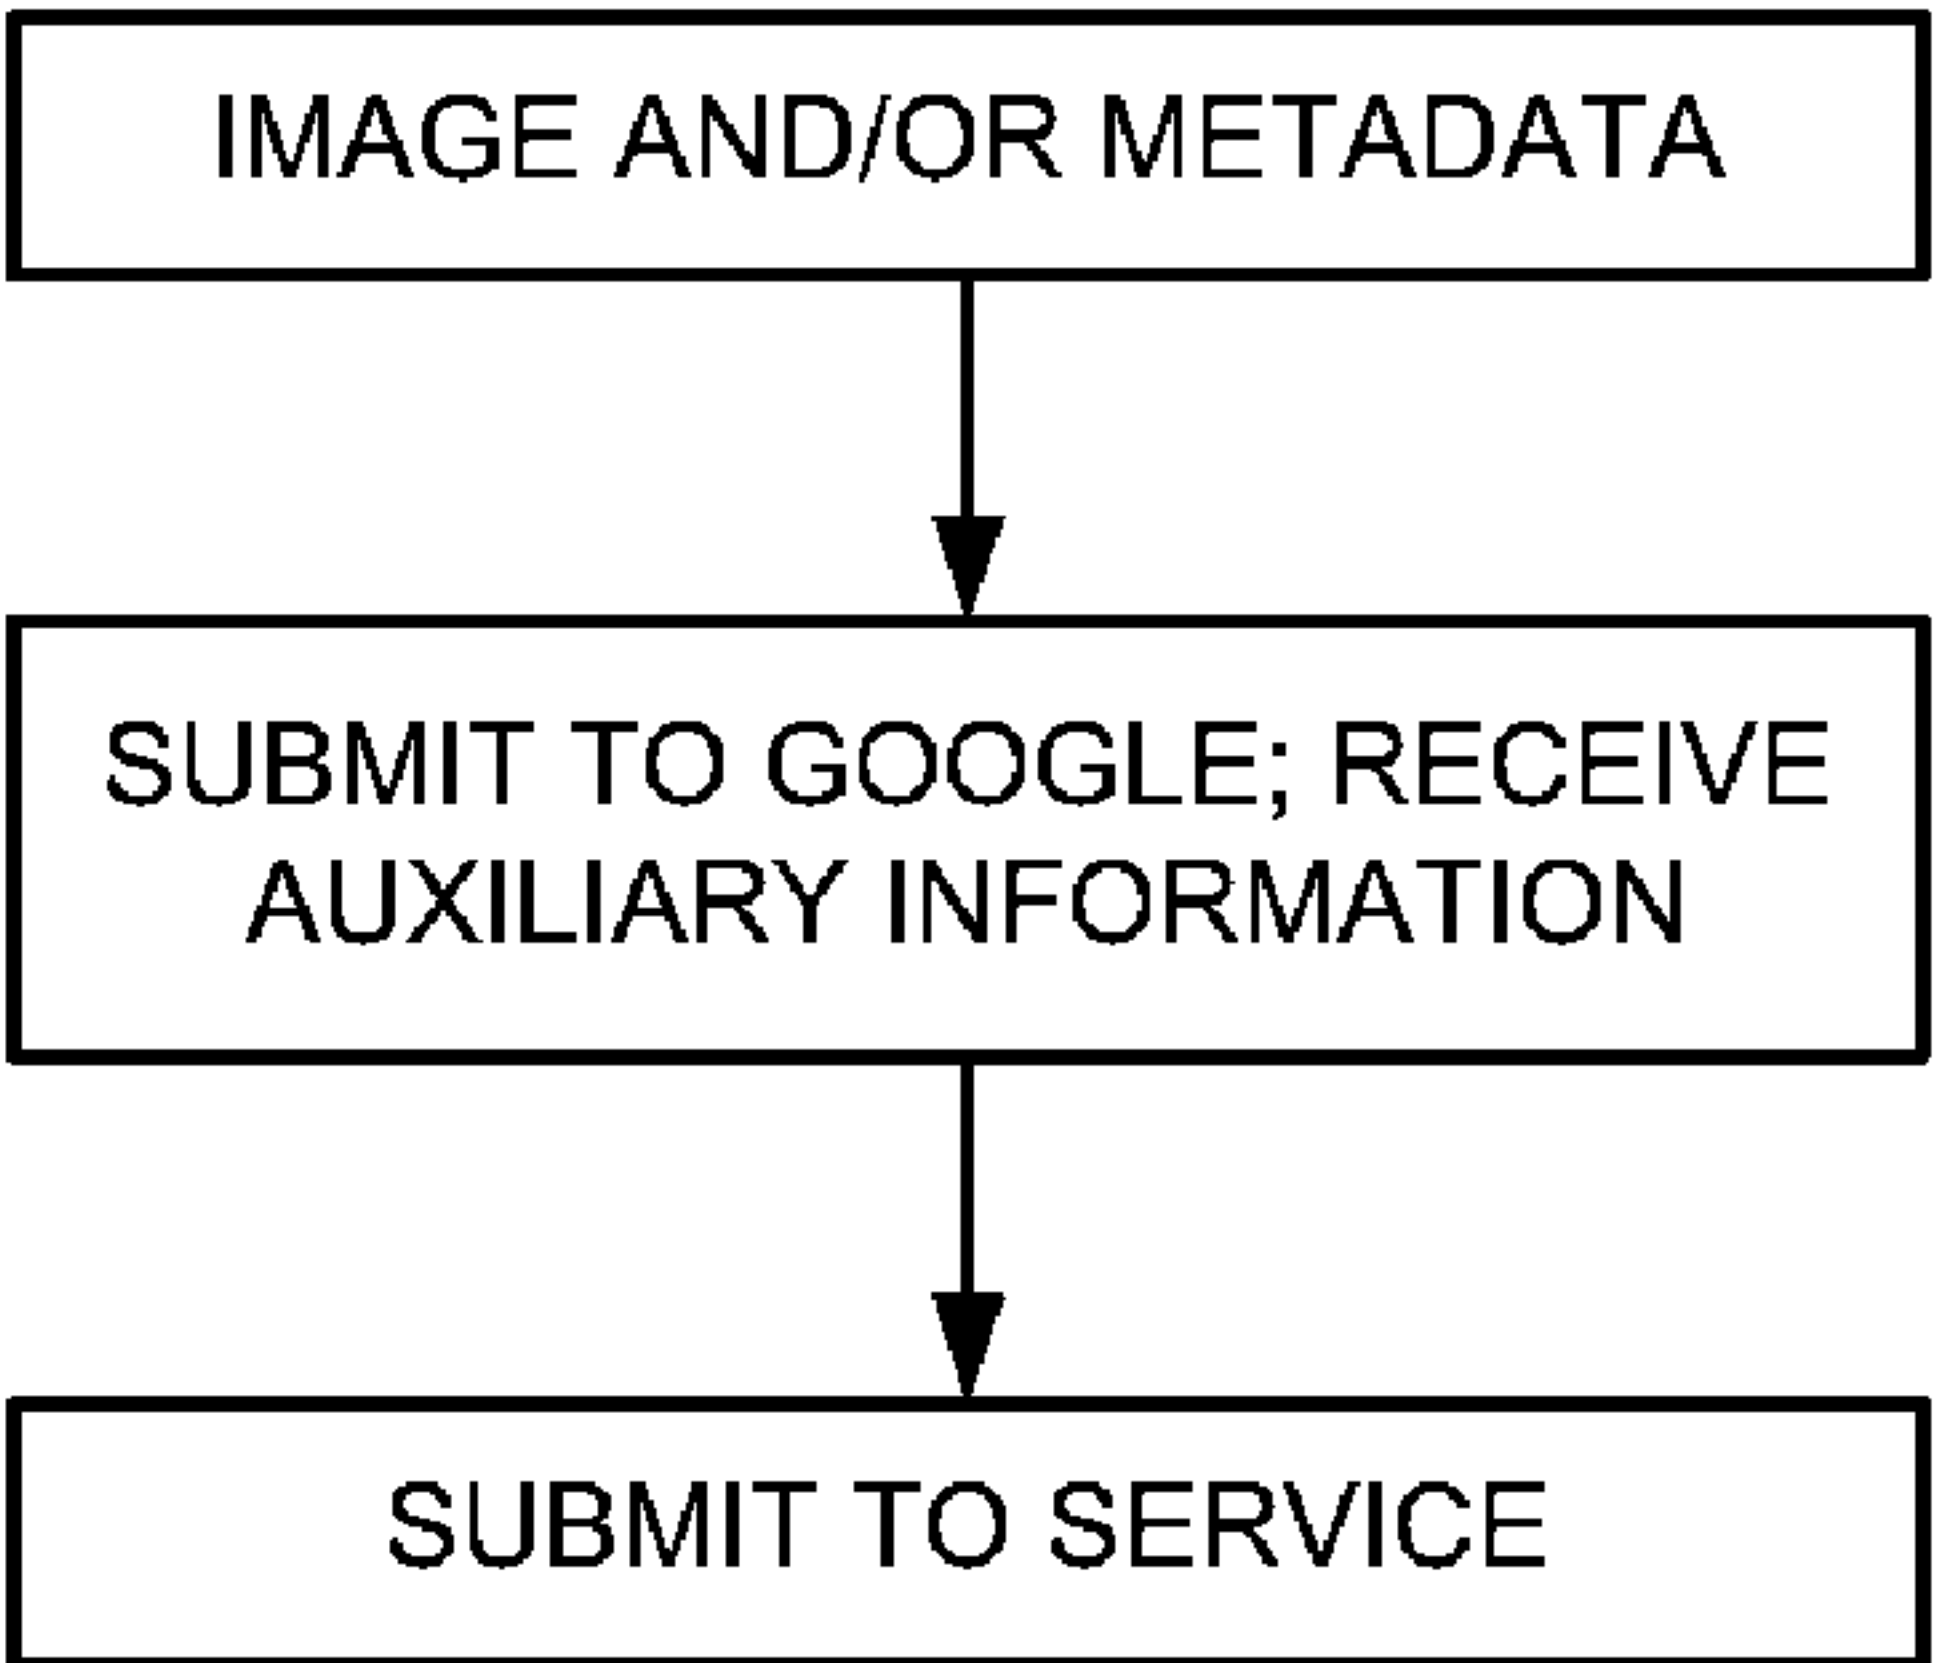 IMAGE AND/OR METADATA
SUBMIT TO GOOGLE; RECEIVE
AUXILIARY INFORMATION
SUBMIT TO SERVICE